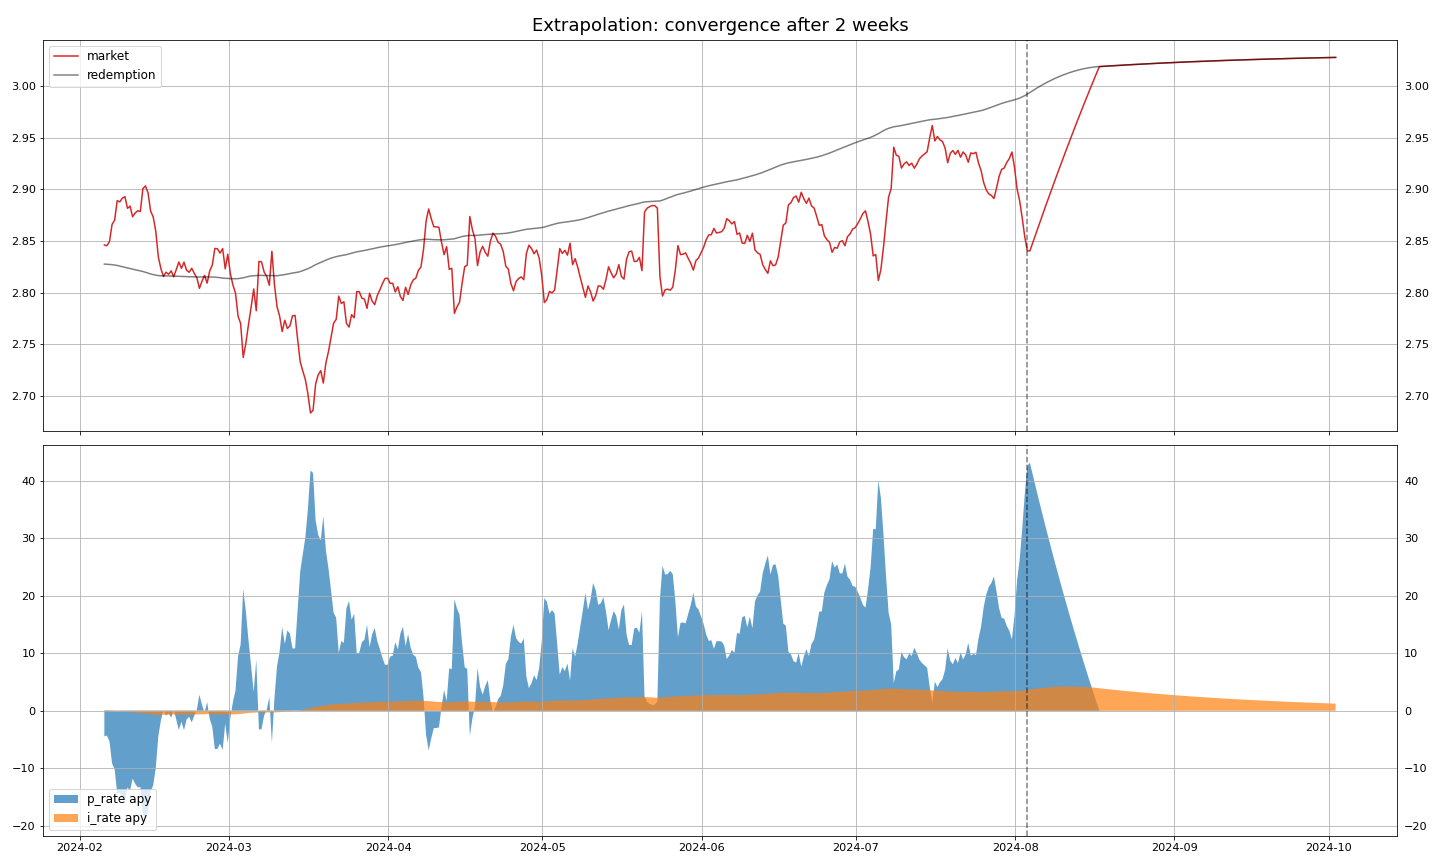 Extrapolation: convergence after 2 weeks
market
redemption
3.00 3.00
2.95 2.95
2.90 2.90
2.85 2.85
2.80 2.80
2.75 2.75
2.70 2.70
40 40
30 30
20 20
10 10
0 0
−10 −10
p_rate apy
i_rate apy
−20 −20
2024-02 2024-03 2024-04 2024-05 2024-06 2024-07 2024-08 2024-09 2024-10